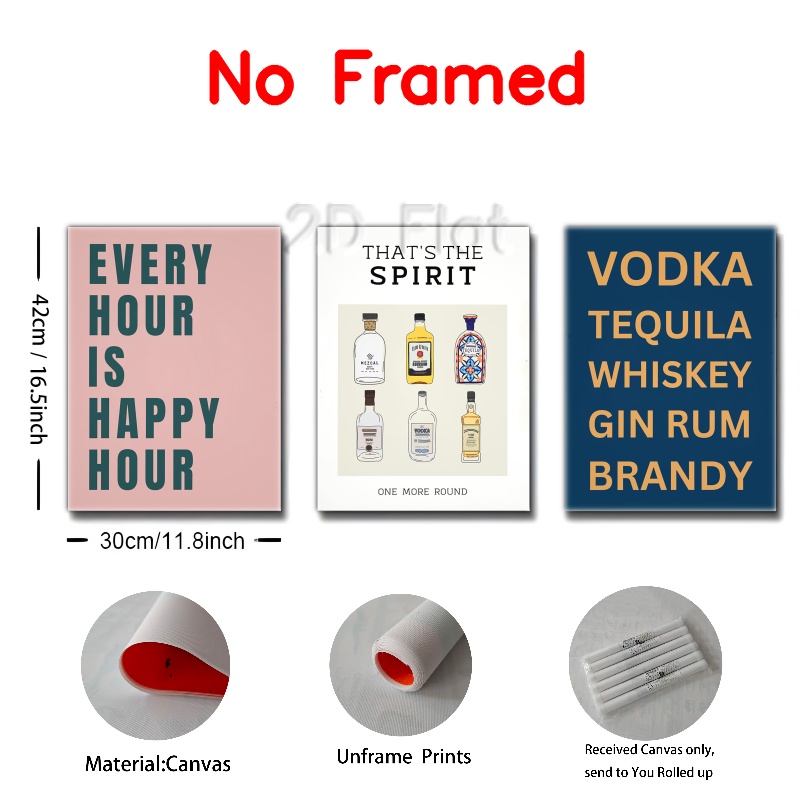 No Framed
2D Flat
EVERY
HOUR
IS
HAPPY
HOUR
THAT'S THE
SPIRIT
MEZCAL
TEQUILA
VODKA
ONE MORE ROUND
VODKA
TEQUILA
WHISKEY
GIN RUM
BRANDY
42cm / 16.5inch
30cm/11.8inch
Material:Canvas
Unframe Prints
Received Canvas only,
send to You Rolled up